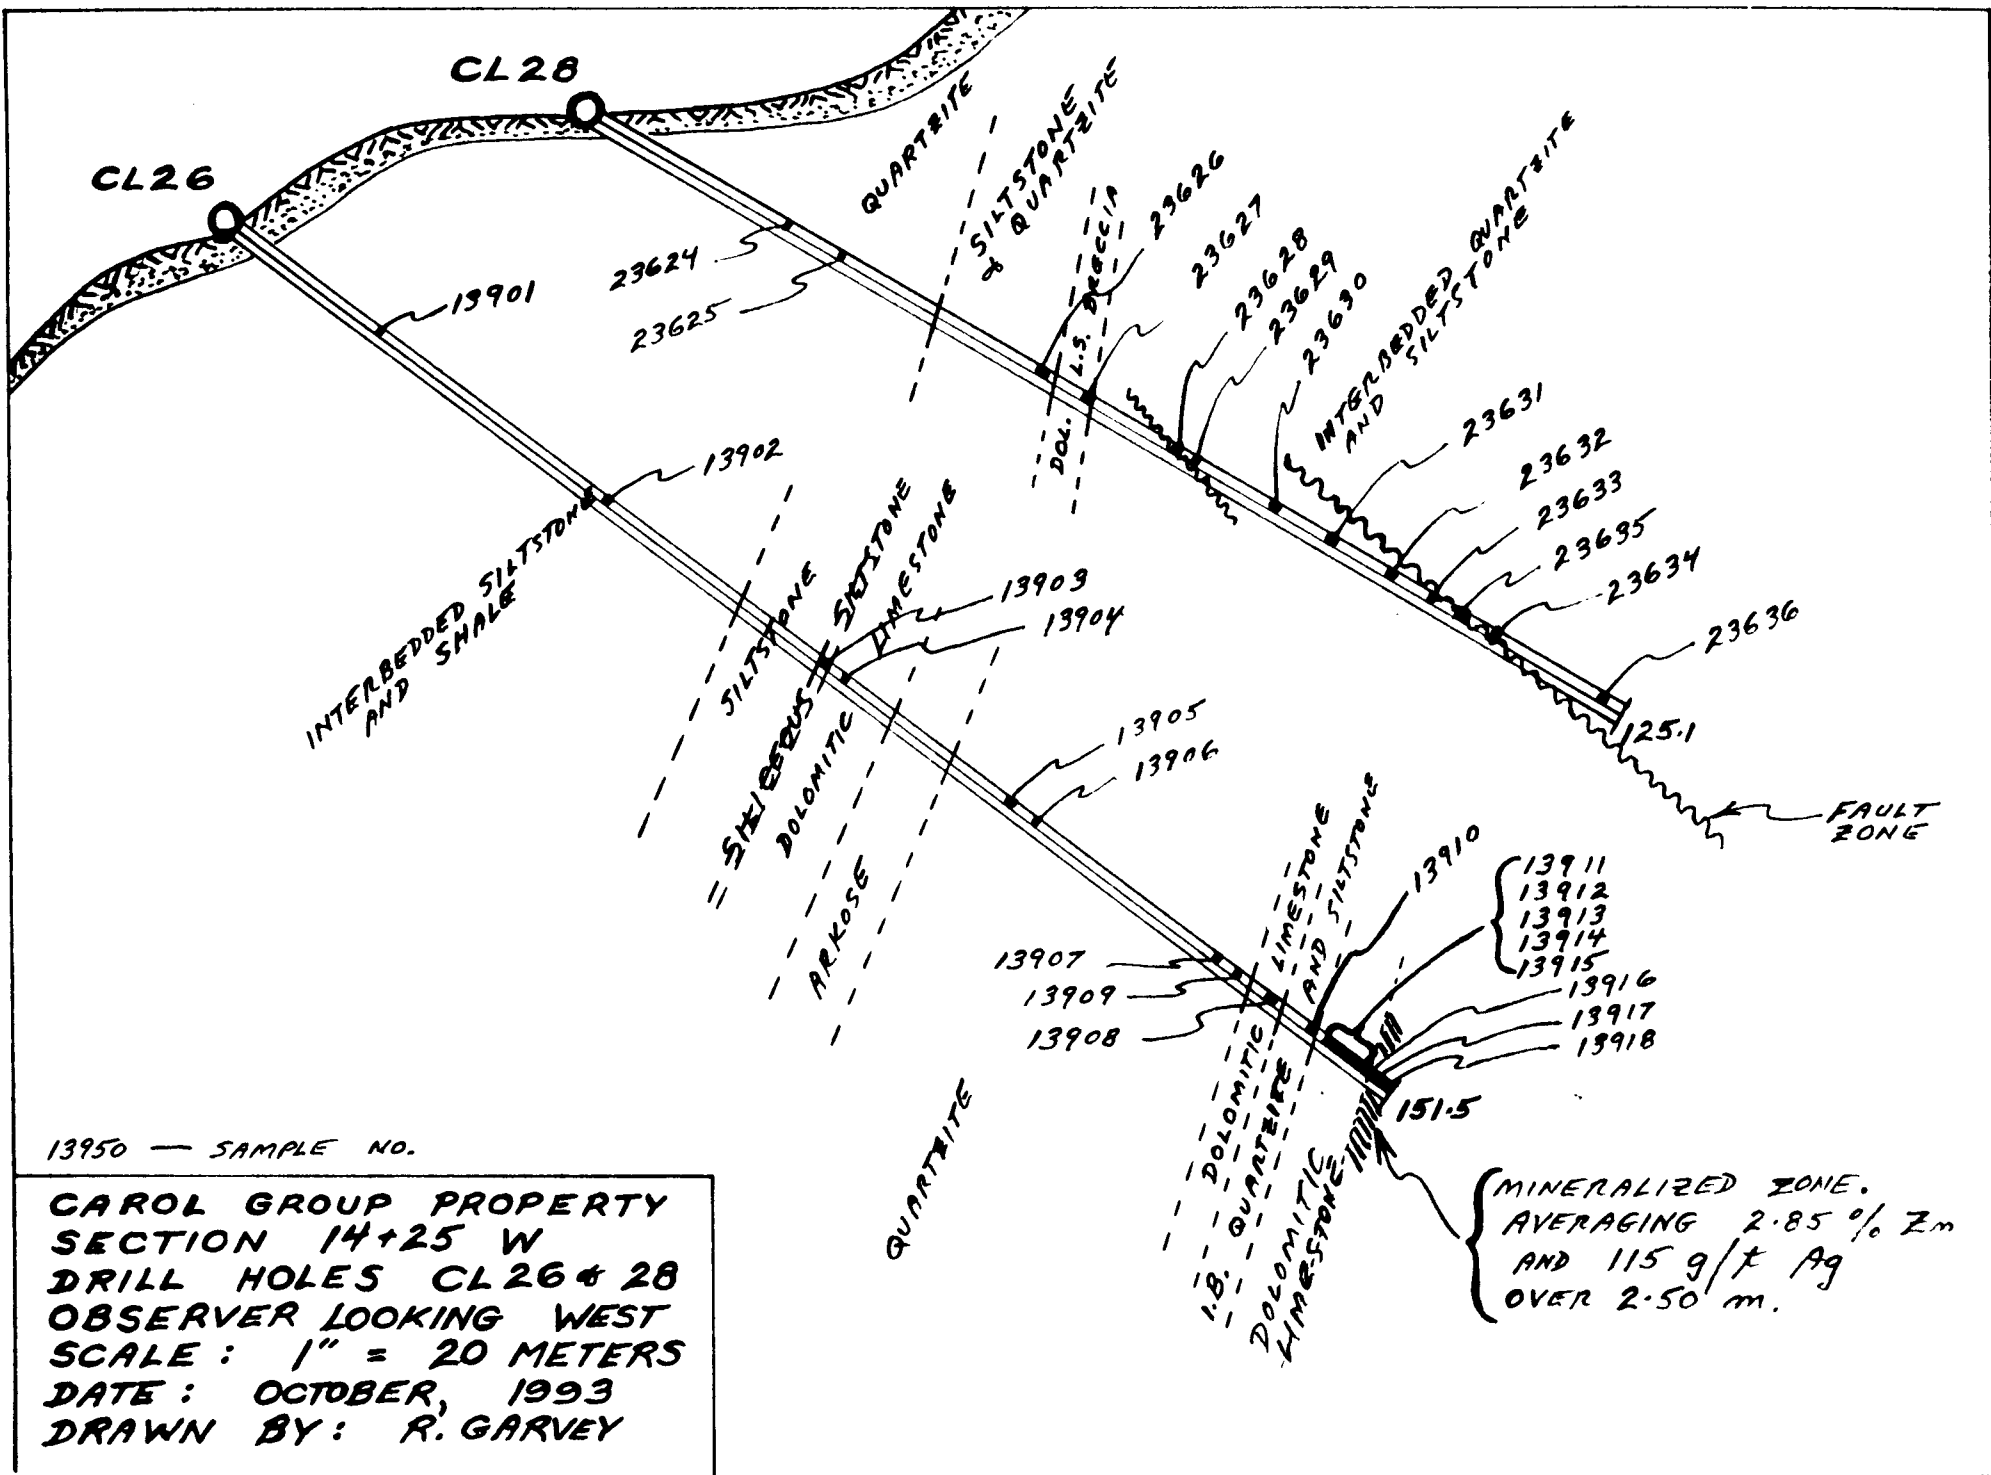 CL28
CL26
QUARTZITE
SILTSTONE
& QUARTZITE
DOL. L.S. BRECCIA
23624
23625
23626
23627
23628
23629
23630
INTERBEDDED QUARTZITE
AND SILTSTONE
23631
23632
23633
23635
23634
23636
125.1
FAULT
ZONE
13901
13902
INTERBEDDED SILTSTONE
AND SHALE
SILTSTONE
SILTSTONE
DOLOMITIC LIMESTONE
13903
13904
ARKOSE
13905
13906
QUARTZITE
13907
13909
13908
DOLOMITIC LIMESTONE
I.B. QUARTZITE AND SILTSTONE
DOLOMITIC
LIMESTONE
13910
13911
13912
13913
13914
13915
13916
13917
13918
151.5
MINERALIZED ZONE.
AVERAGING 2.85 % Zn
AND 115 g/t Ag
OVER 2.50 m.
13950 — SAMPLE NO.
CAROL GROUP PROPERTY
SECTION 14+25 W
DRILL HOLES CL26 & 28
OBSERVER LOOKING WEST
SCALE : 1" = 20 METERS
DATE : OCTOBER, 1993
DRAWN BY : R. GARVEY